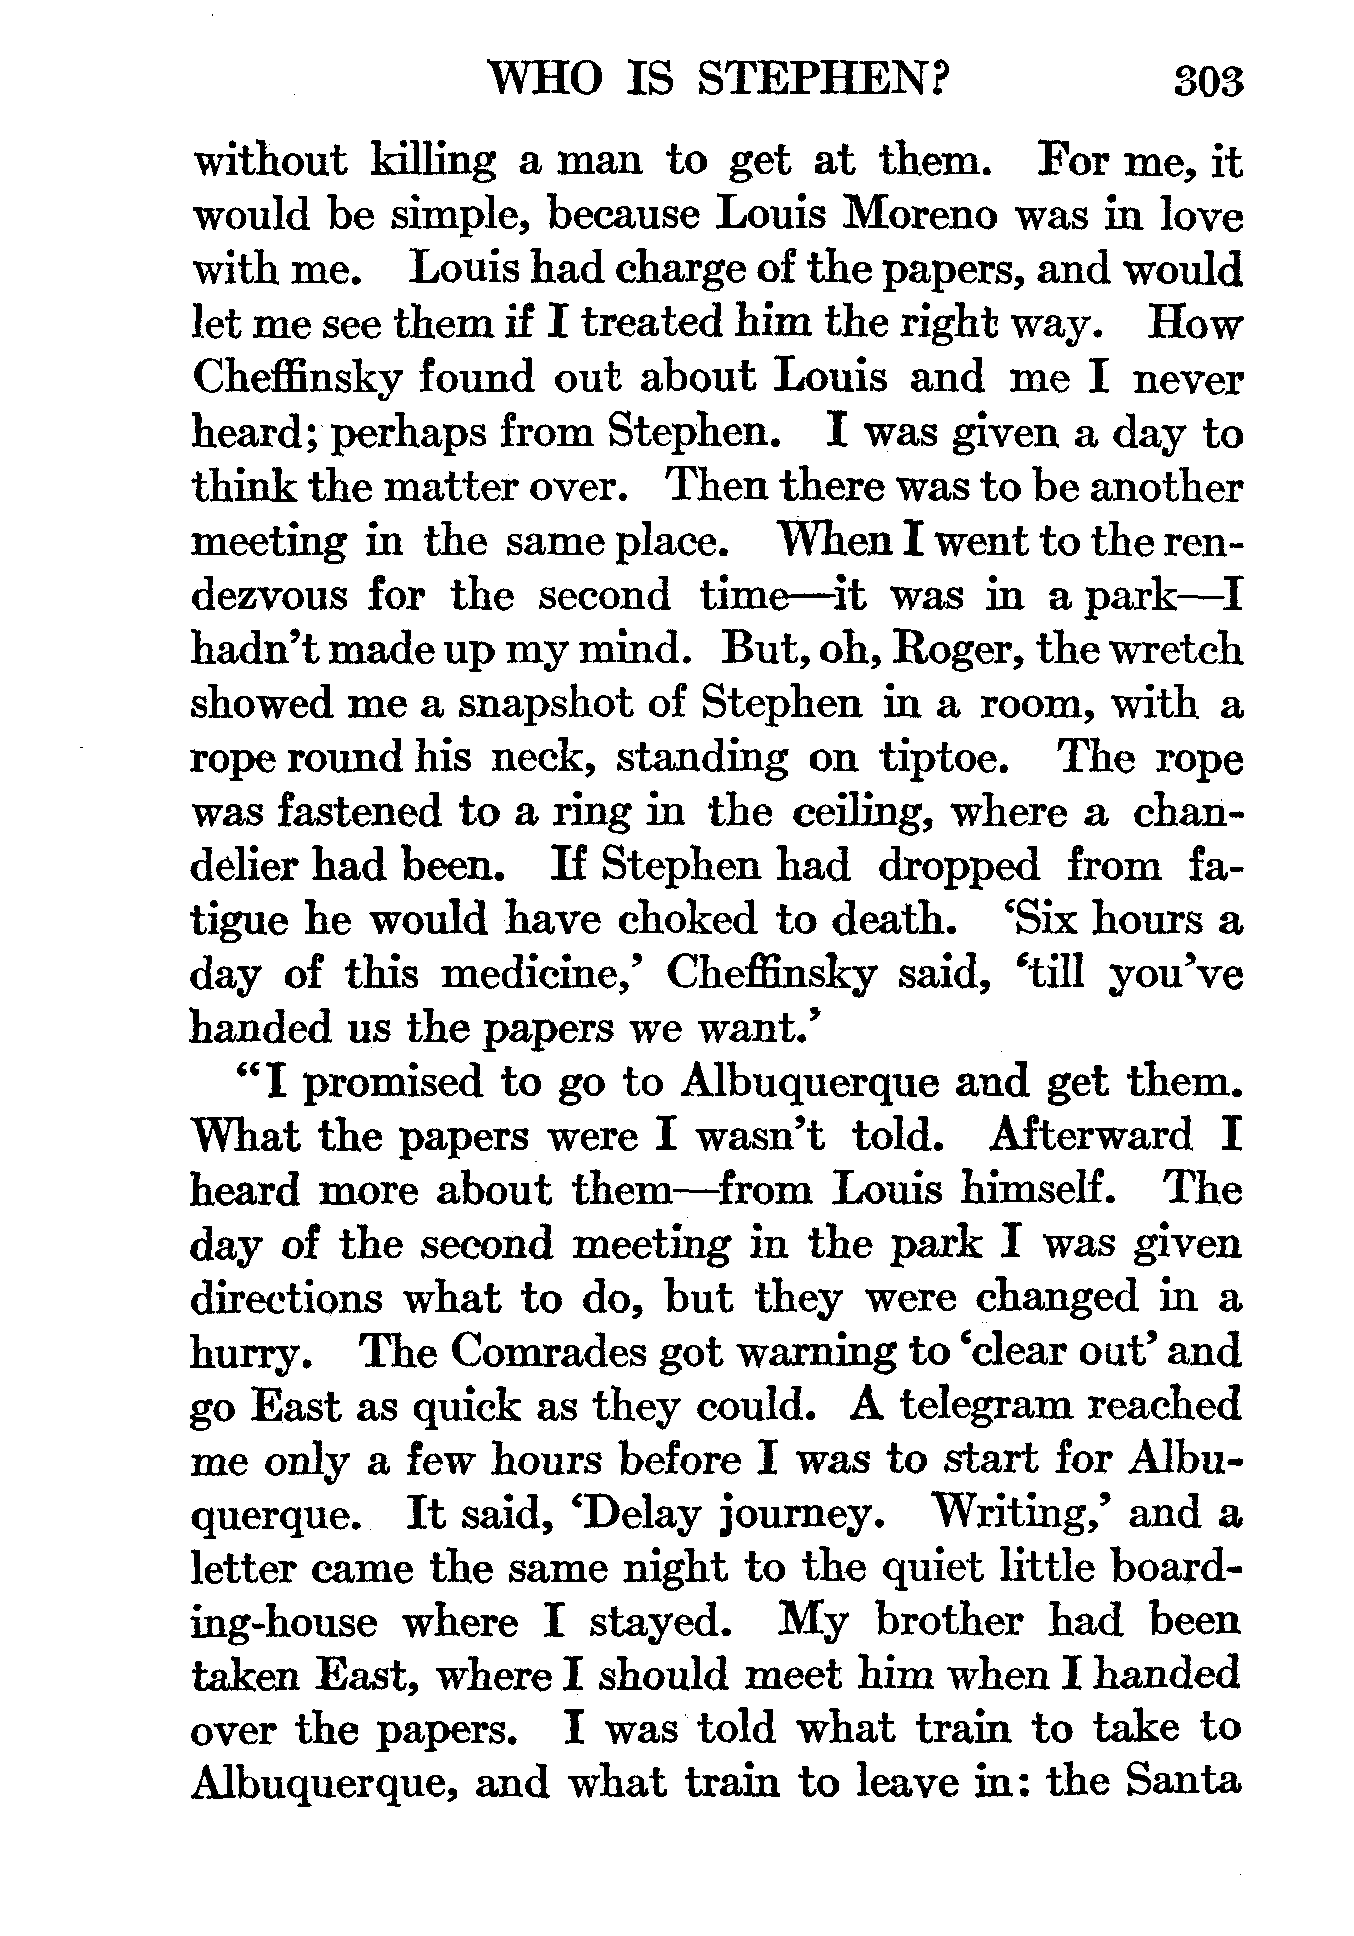 WHO IS STEPHEN? 303
without killing a man to get at them. For me, it
would be simple, because Louis Moreno was in love
with me. Louis had charge of the papers, and would
let me see them if I treated him the right way. How
Cheffinsky found out about Louis and me I never
heard; perhaps from Stephen. I was given a day to
think the matter over. Then there was to be another
meeting in the same place. When I went to the ren-
dezvous for the second time—it was in a park—I
hadn't made up my mind. But, oh, Roger, the wretch
showed me a snapshot of Stephen in a room, with a
rope round his neck, standing on tiptoe. The rope
was fastened to a ring in the ceiling, where a chan-
delier had been. If Stephen had dropped from fa-
tigue he would have choked to death. ‘Six hours a
day of this medicine,’ Cheffinsky said, ‘till you’ve
handed us the papers we want.’
“I promised to go to Albuquerque and get them.
What the papers were I wasn’t told. Afterward I
heard more about them—from Louis himself. The
day of the second meeting in the park I was given
directions what to do, but they were changed in a
hurry. The Comrades got warning to ‘clear out’ and
go East as quick as they could. A telegram reached
me only a few hours before I was to start for Albu-
querque. It said, ‘Delay journey. Writing,’ and a
letter came the same night to the quiet little board-
ing-house where I stayed. My brother had been
taken East, where I should meet him when I handed
over the papers. I was told what train to take to
Albuquerque, and what train to leave in: the Santa